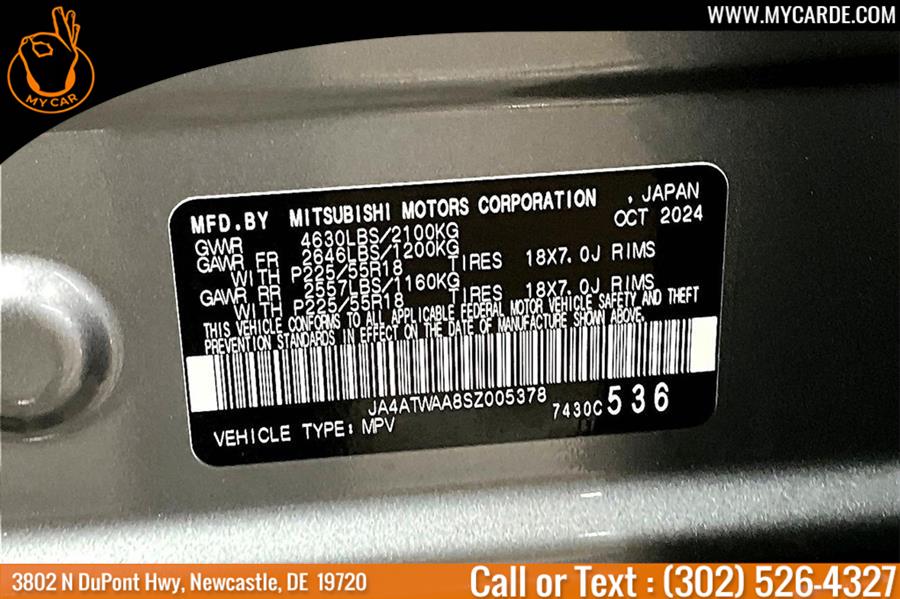 WWW.MYCARDE.COM
MY CAR
MFD.BY MITSUBISHI MOTORS CORPORATION , JAPAN
OCT 2024
GVWR 4630LBS/2100KG
GAWR FR 2646LBS/1200KG
WITH P225/55R18 TIRES 18X7.0J RIMS
GAWR RR 2557LBS/1160KG
WITH P225/55R18 TIRES 18X7.0J RIMS
THIS VEHICLE CONFORMS TO ALL APPLICABLE FEDERAL MOTOR VEHICLE SAFETY AND THEFT
PREVENTION STANDARDS IN EFFECT ON THE DATE OF MANUFACTURE SHOWN ABOVE.
JA4ATWAA8SZ005378
7430C 536
VEHICLE TYPE: MPV
3802 N DuPont Hwy, Newcastle, DE 19720
Call or Text : (302) 526-4327